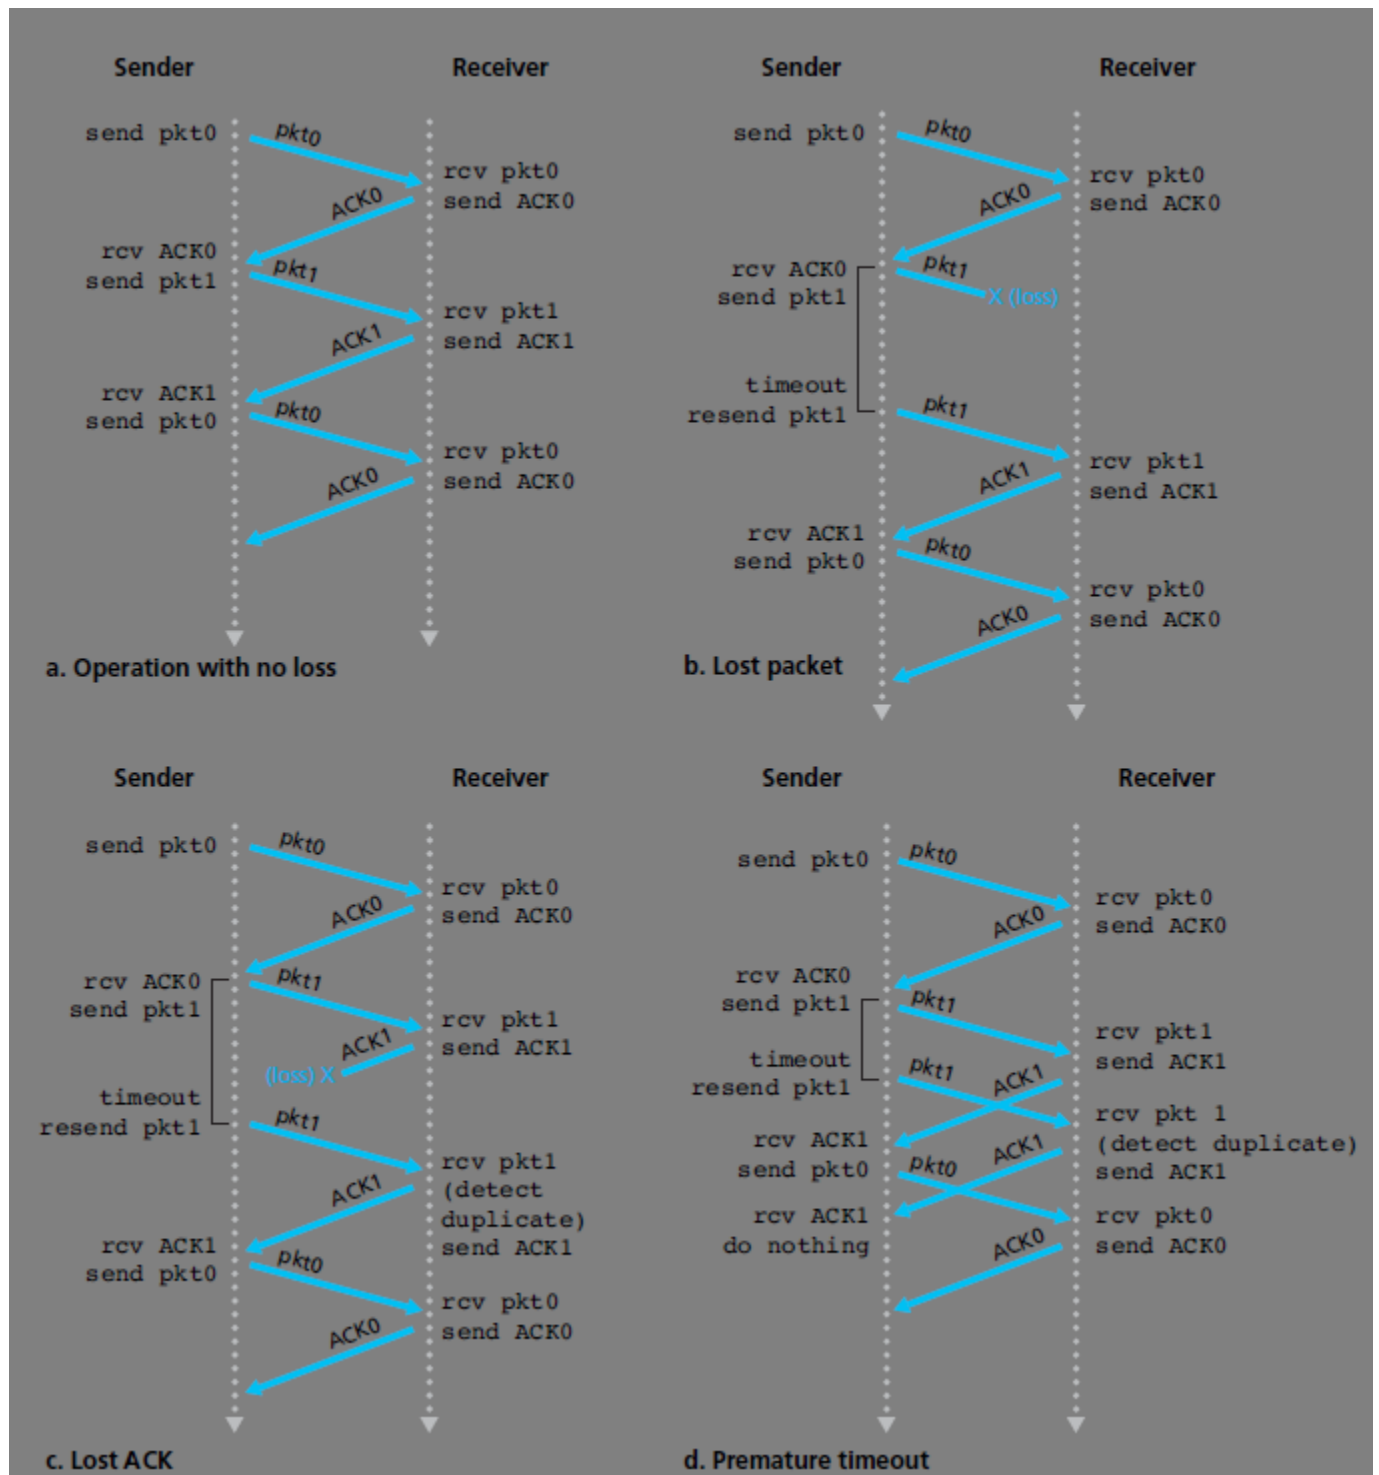 Sender
Receiver
send pkt0
pkt0
rcv pkt0
send ACK0
ACK0
rcv ACK0
send pkt1
pkt1
rcv pkt1
send ACK1
ACK1
rcv ACK1
send pkt0
pkt0
rcv pkt0
send ACK0
ACK0
a. Operation with no loss
Sender
Receiver
send pkt0
pkt0
rcv pkt0
send ACK0
ACK0
rcv ACK0
send pkt1
pkt1
X (loss)
timeout
resend pkt1
pkt1
rcv pkt1
send ACK1
ACK1
rcv ACK1
send pkt0
pkt0
rcv pkt0
send ACK0
ACK0
b. Lost packet
Sender
Receiver
send pkt0
pkt0
rcv pkt0
send ACK0
ACK0
rcv ACK0
send pkt1
pkt1
rcv pkt1
send ACK1
ACK1
(loss) X
timeout
resend pkt1
pkt1
rcv pkt1
(detect
duplicate)
send ACK1
ACK1
rcv ACK1
send pkt0
pkt0
rcv pkt0
send ACK0
ACK0
c. Lost ACK
Sender
Receiver
send pkt0
pkt0
rcv pkt0
send ACK0
ACK0
rcv ACK0
send pkt1
pkt1
rcv pkt1
send ACK1
ACK1
timeout
resend pkt1
pkt1
rcv pkt 1
(detect duplicate)
send ACK1
ACK1
rcv ACK1
send pkt0
pkt0
rcv ACK1
do nothing
rcv pkt0
send ACK0
ACK0
d. Premature timeout